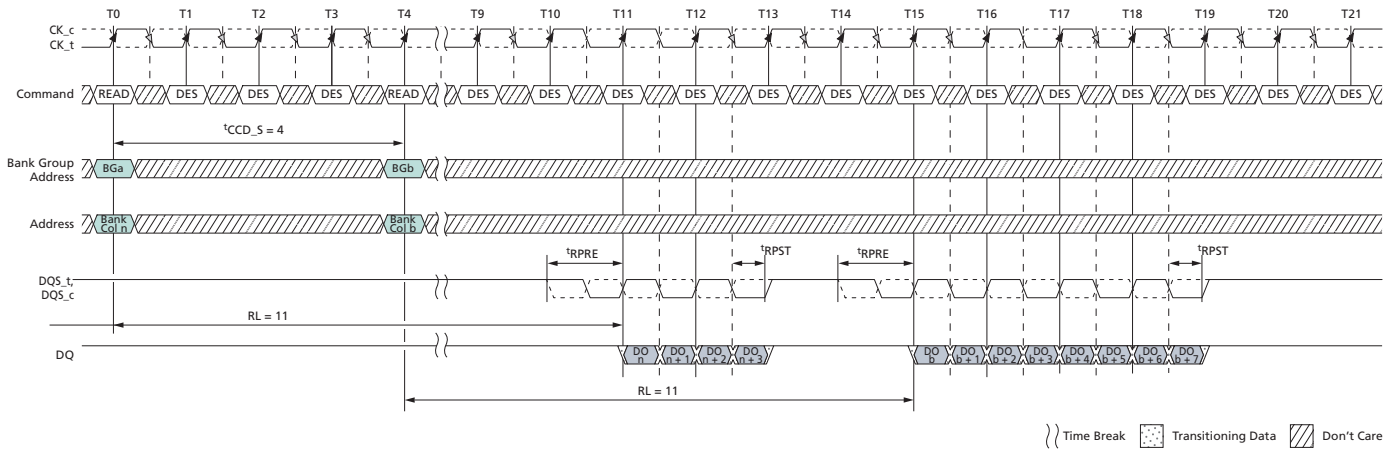 T0 T1 T2 T3 T4 T9 T10 T11 T12 T13 T14 T15 T16 T17 T18 T19 T20 T21
CK_c
CK_t
Command READ DES DES DES READ DES DES DES DES DES DES DES DES DES DES DES DES DES
tCCD_S = 4
Bank Group
Address
BGa BGb
Address
Bank
Col n
Bank
Col b
tRPRE tRPST tRPRE tRPST
DQS_t,
DQS_c
RL = 11
DQ
DO
n
DO
n + 1
DO
n + 2
DO
n + 3
DO
b
DO
b + 1
DO
b + 2
DO
b + 3
DO
b + 4
DO
b + 5
DO
b + 6
DO
b + 7
RL = 11
Time Break Transitioning Data Don't Care